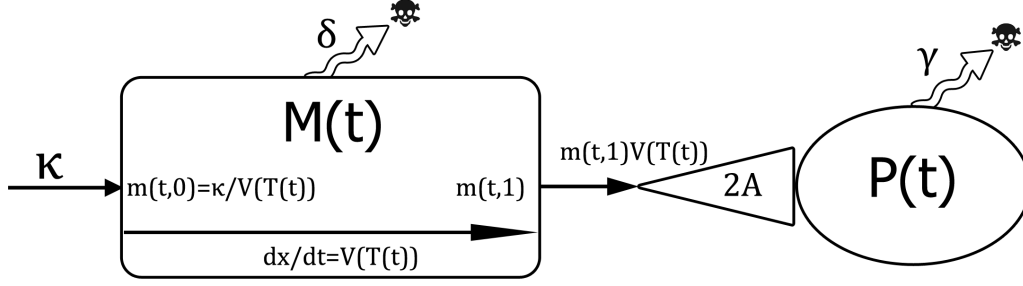 δ
γ
M(t)
κ
m(t,0)=κ/V(T(t))
m(t,1)
m(t,1)V(T(t))
2A
P(t)
dx/dt=V(T(t))